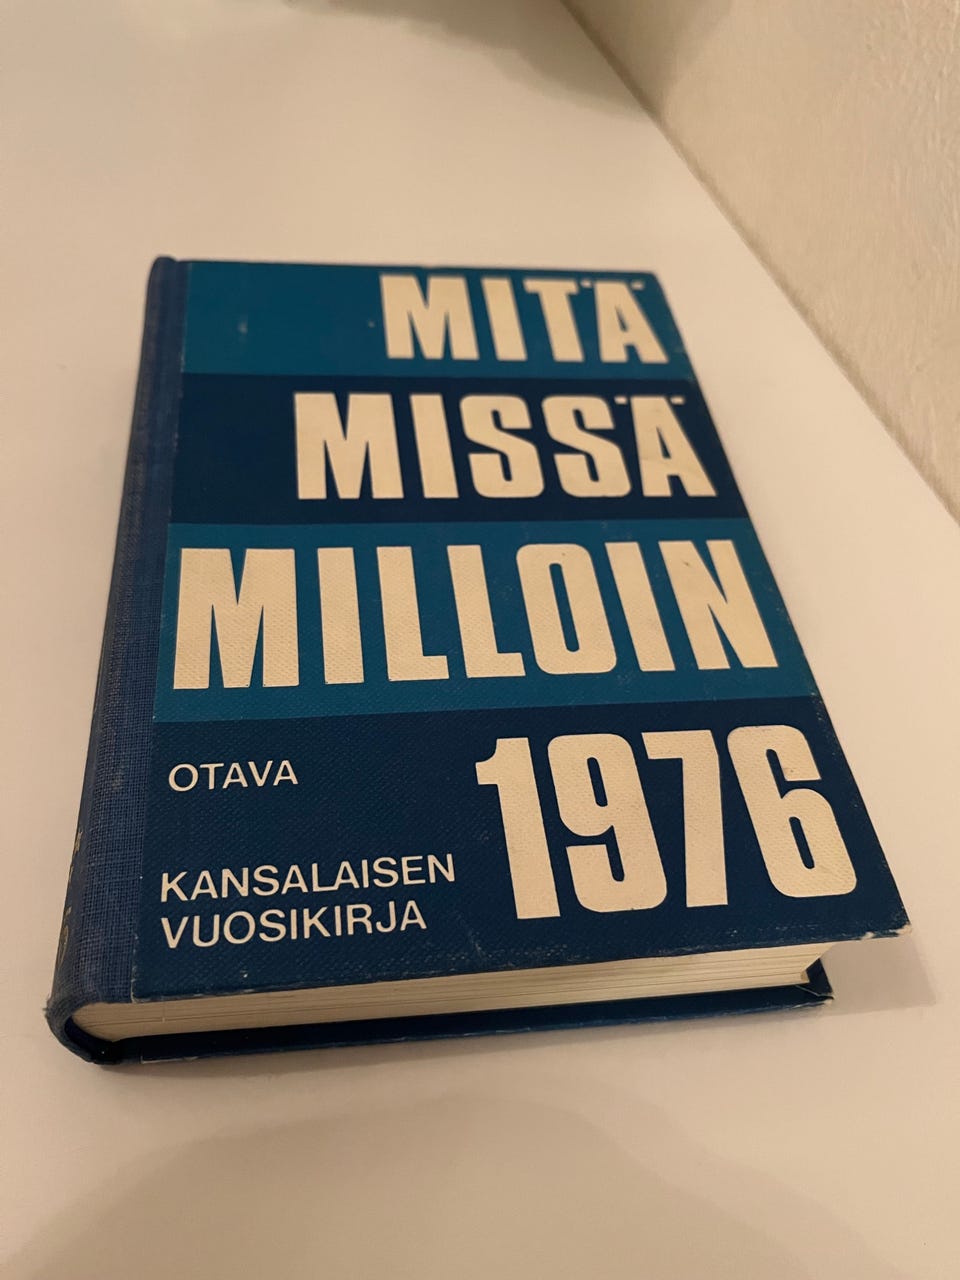 MITÄ
MISSÄ
MILLOIN
1976
OTAVA
KANSALAISEN
VUOSIKIRJA